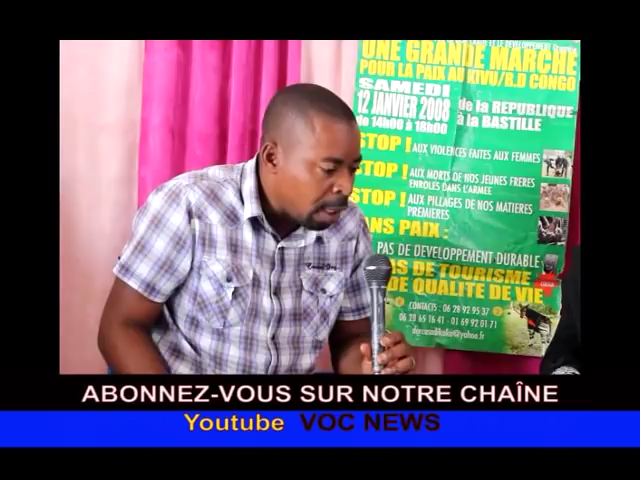 UNE GRANDE MARCHE
POUR LA PAIX AU KIVU/R.D CONGO
SAMEDI
12 JANVIER 2008
de 14h00 à 18h00
de la REPUBLIQUE
à la BASTILLE
STOP ! AUX VIOLENCES FAITES AUX FEMMES
STOP ! AUX MORTS DE NOS JEUNES FRERES
ENROLES DANS L'ARMEE
STOP ! AUX PILLAGES DE NOS MATIERES
PREMIERES
SANS PAIX :
PAS DE DEVELOPPEMENT DURABLE
PAS DE TOURISME
DE QUALITE DE VIE
CONTACTS : 06 28 92 95 37
06 28 65 16 41 - 01 69 92 01 71
ABONNEZ-VOUS SUR NOTRE CHAÎNE
Youtube VOC NEWS